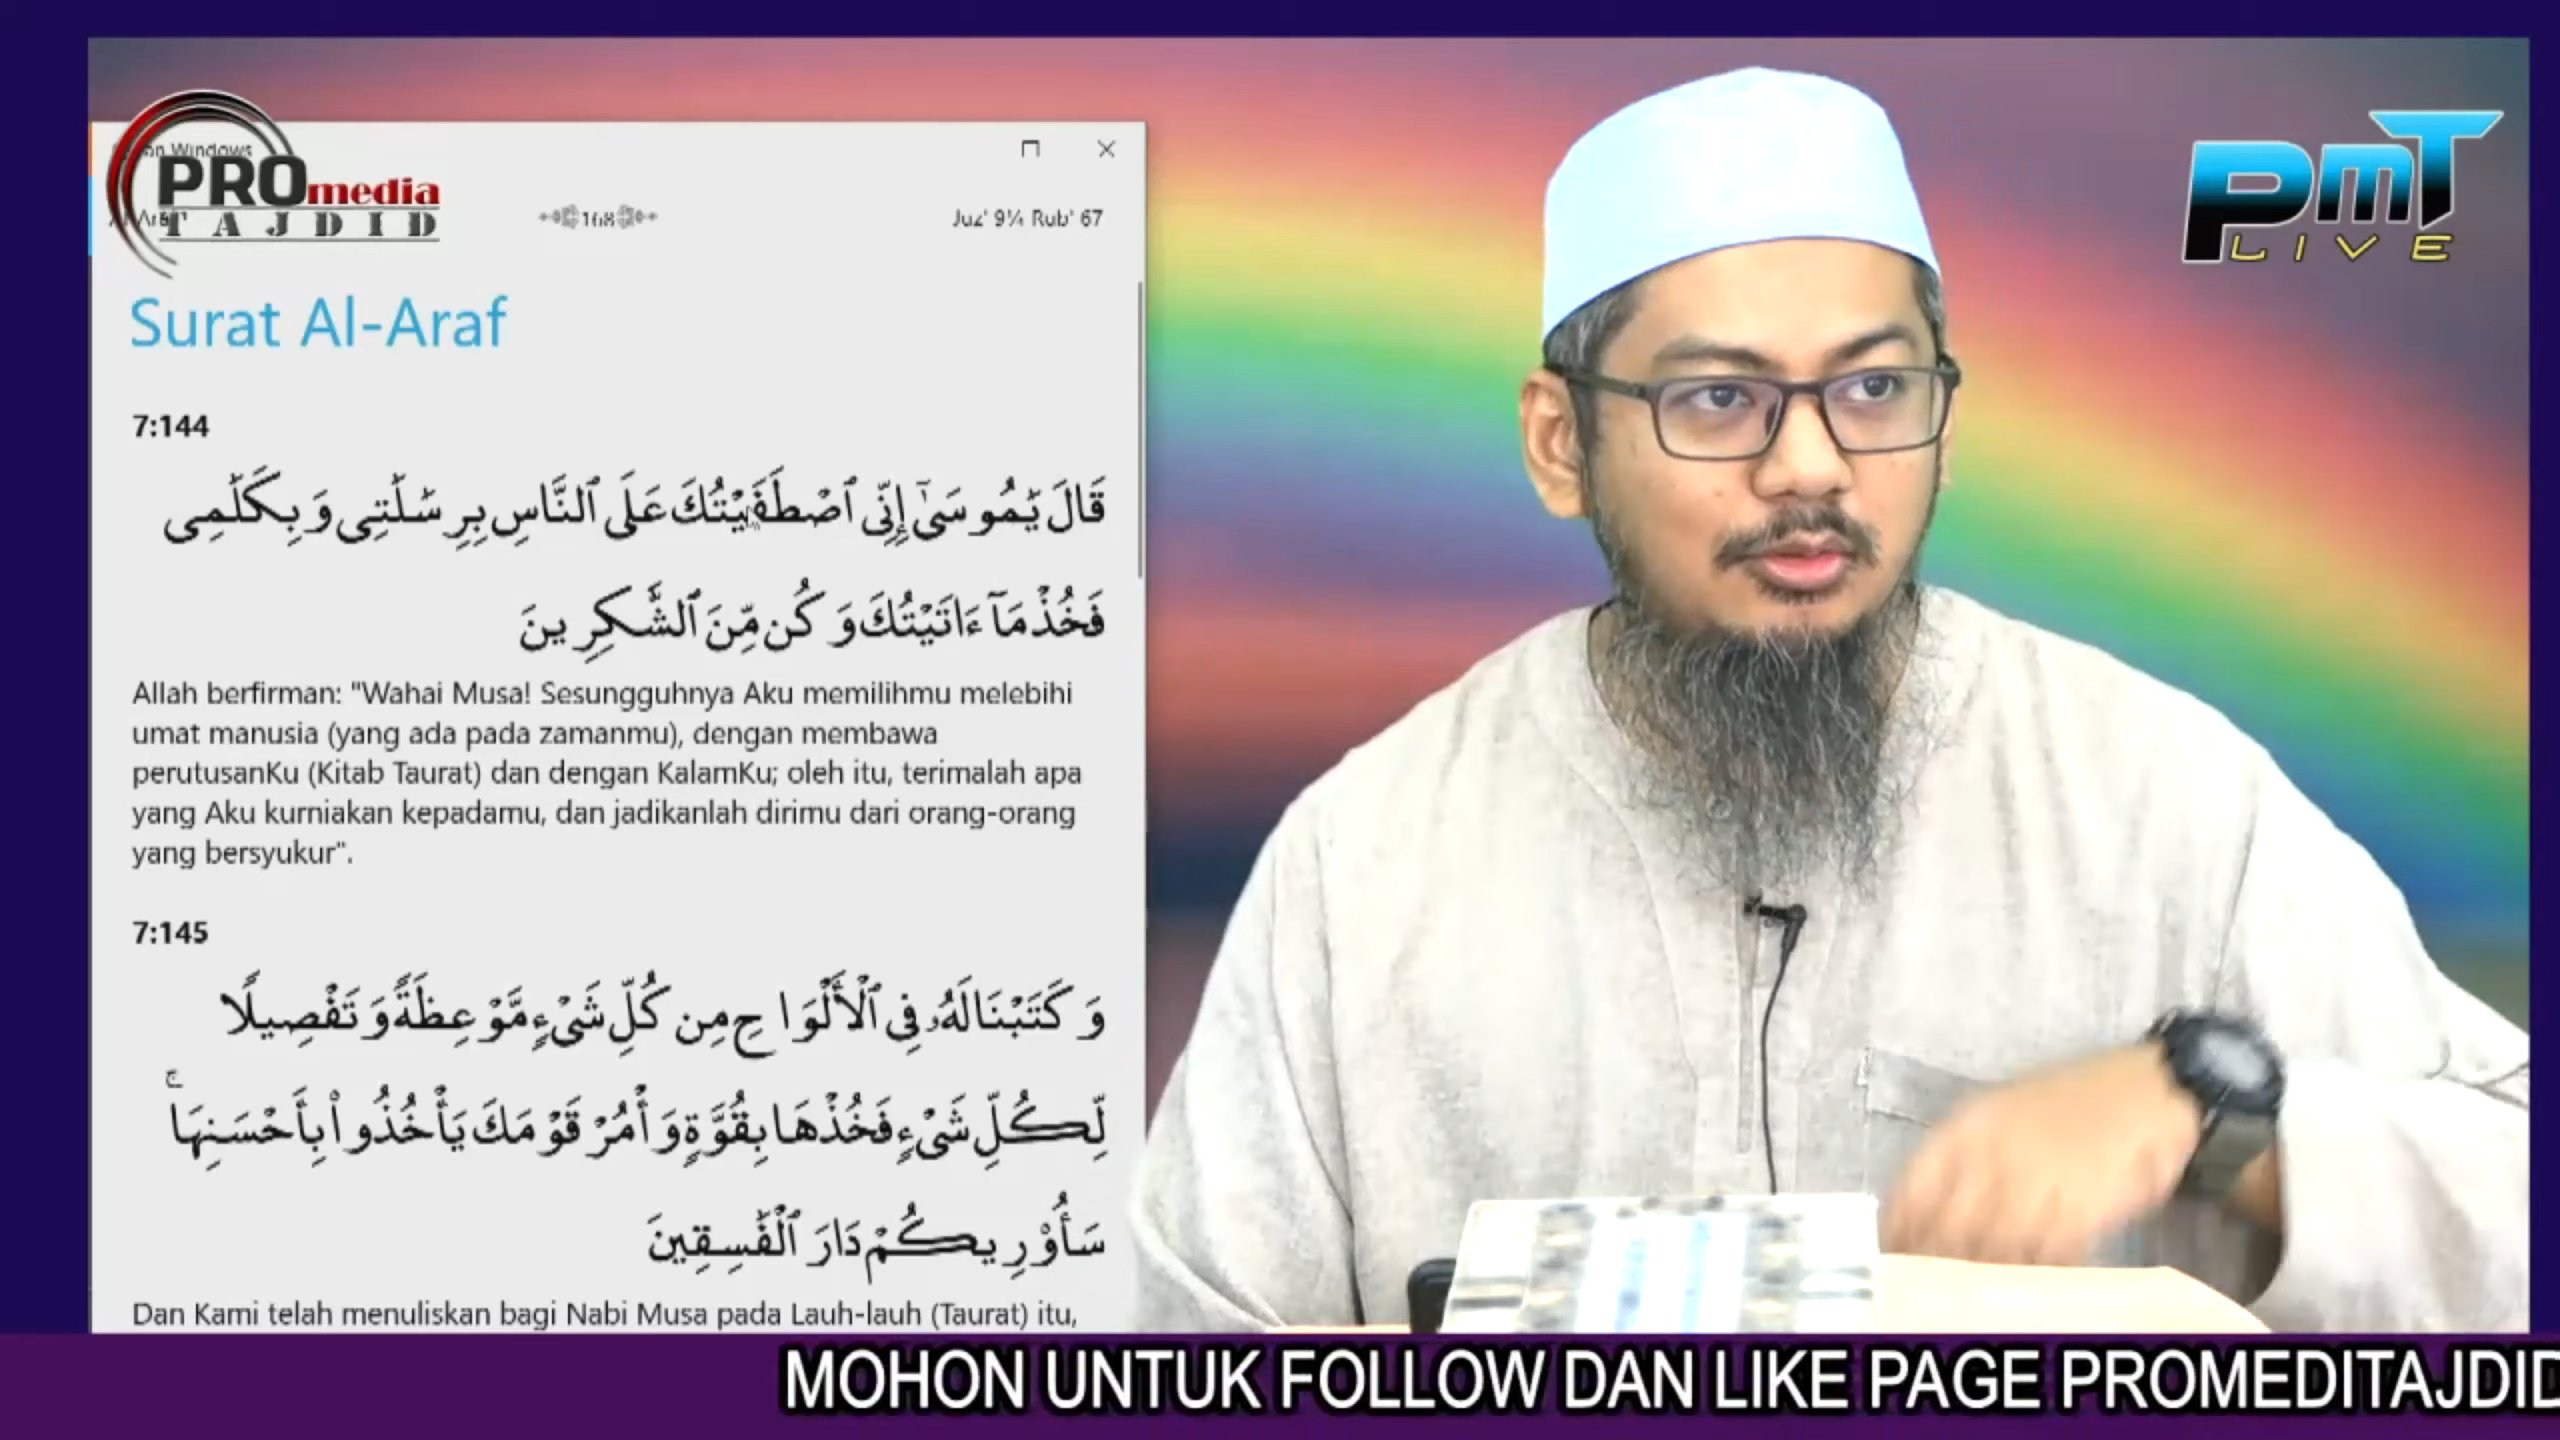 PROmedia
TAJDID
PMT
LIVE
168
Juz' 9¼ Rub' 67
Surat Al-Araf
7:144
قَالَ يَٰمُوسَىٰٓ إِنِّى ٱصْطَفَيْتُكَ عَلَى ٱلنَّاسِ بِرِسَٰلَٰتِى وَبِكَلَٰمِى
فَخُذْ مَآ ءَاتَيْتُكَ وَكُن مِّنَ ٱلشَّٰكِرِينَ
Allah berfirman: "Wahai Musa! Sesungguhnya Aku memilihmu melebihi
umat manusia (yang ada pada zamanmu), dengan membawa
perutusanKu (Kitab Taurat) dan dengan KalamKu; oleh itu, terimalah apa
yang Aku kurniakan kepadamu, dan jadikanlah dirimu dari orang-orang
yang bersyukur".
7:145
وَكَتَبْنَا لَهُۥ فِى ٱلْأَلْوَاحِ مِن كُلِّ شَىْءٍ مَّوْعِظَةً وَتَفْصِيلًا
لِّكُلِّ شَىْءٍ فَخُذْهَا بِقُوَّةٍ وَأْمُرْ قَوْمَكَ يَأْخُذُوا۟ بِأَحْسَنِهَا ۚ
سَأُو۟رِيكُمْ دَارَ ٱلْفَٰسِقِينَ
Dan Kami telah menuliskan bagi Nabi Musa pada Lauh-lauh (Taurat) itu,
MOHON UNTUK FOLLOW DAN LIKE PAGE PROMEDITAJDID